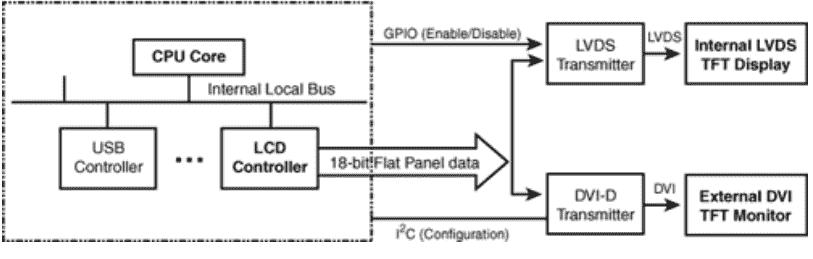 CPU Core
Internal Local Bus
USB
Controller
...
LCD
Controller
18-bit Flat Panel data
GPIO (Enable/Disable)
LVDS
Transmitter
LVDS
Internal LVDS
TFT Display
DVI-D
Transmitter
DVI
External DVI
TFT Monitor
I²C (Configuration)